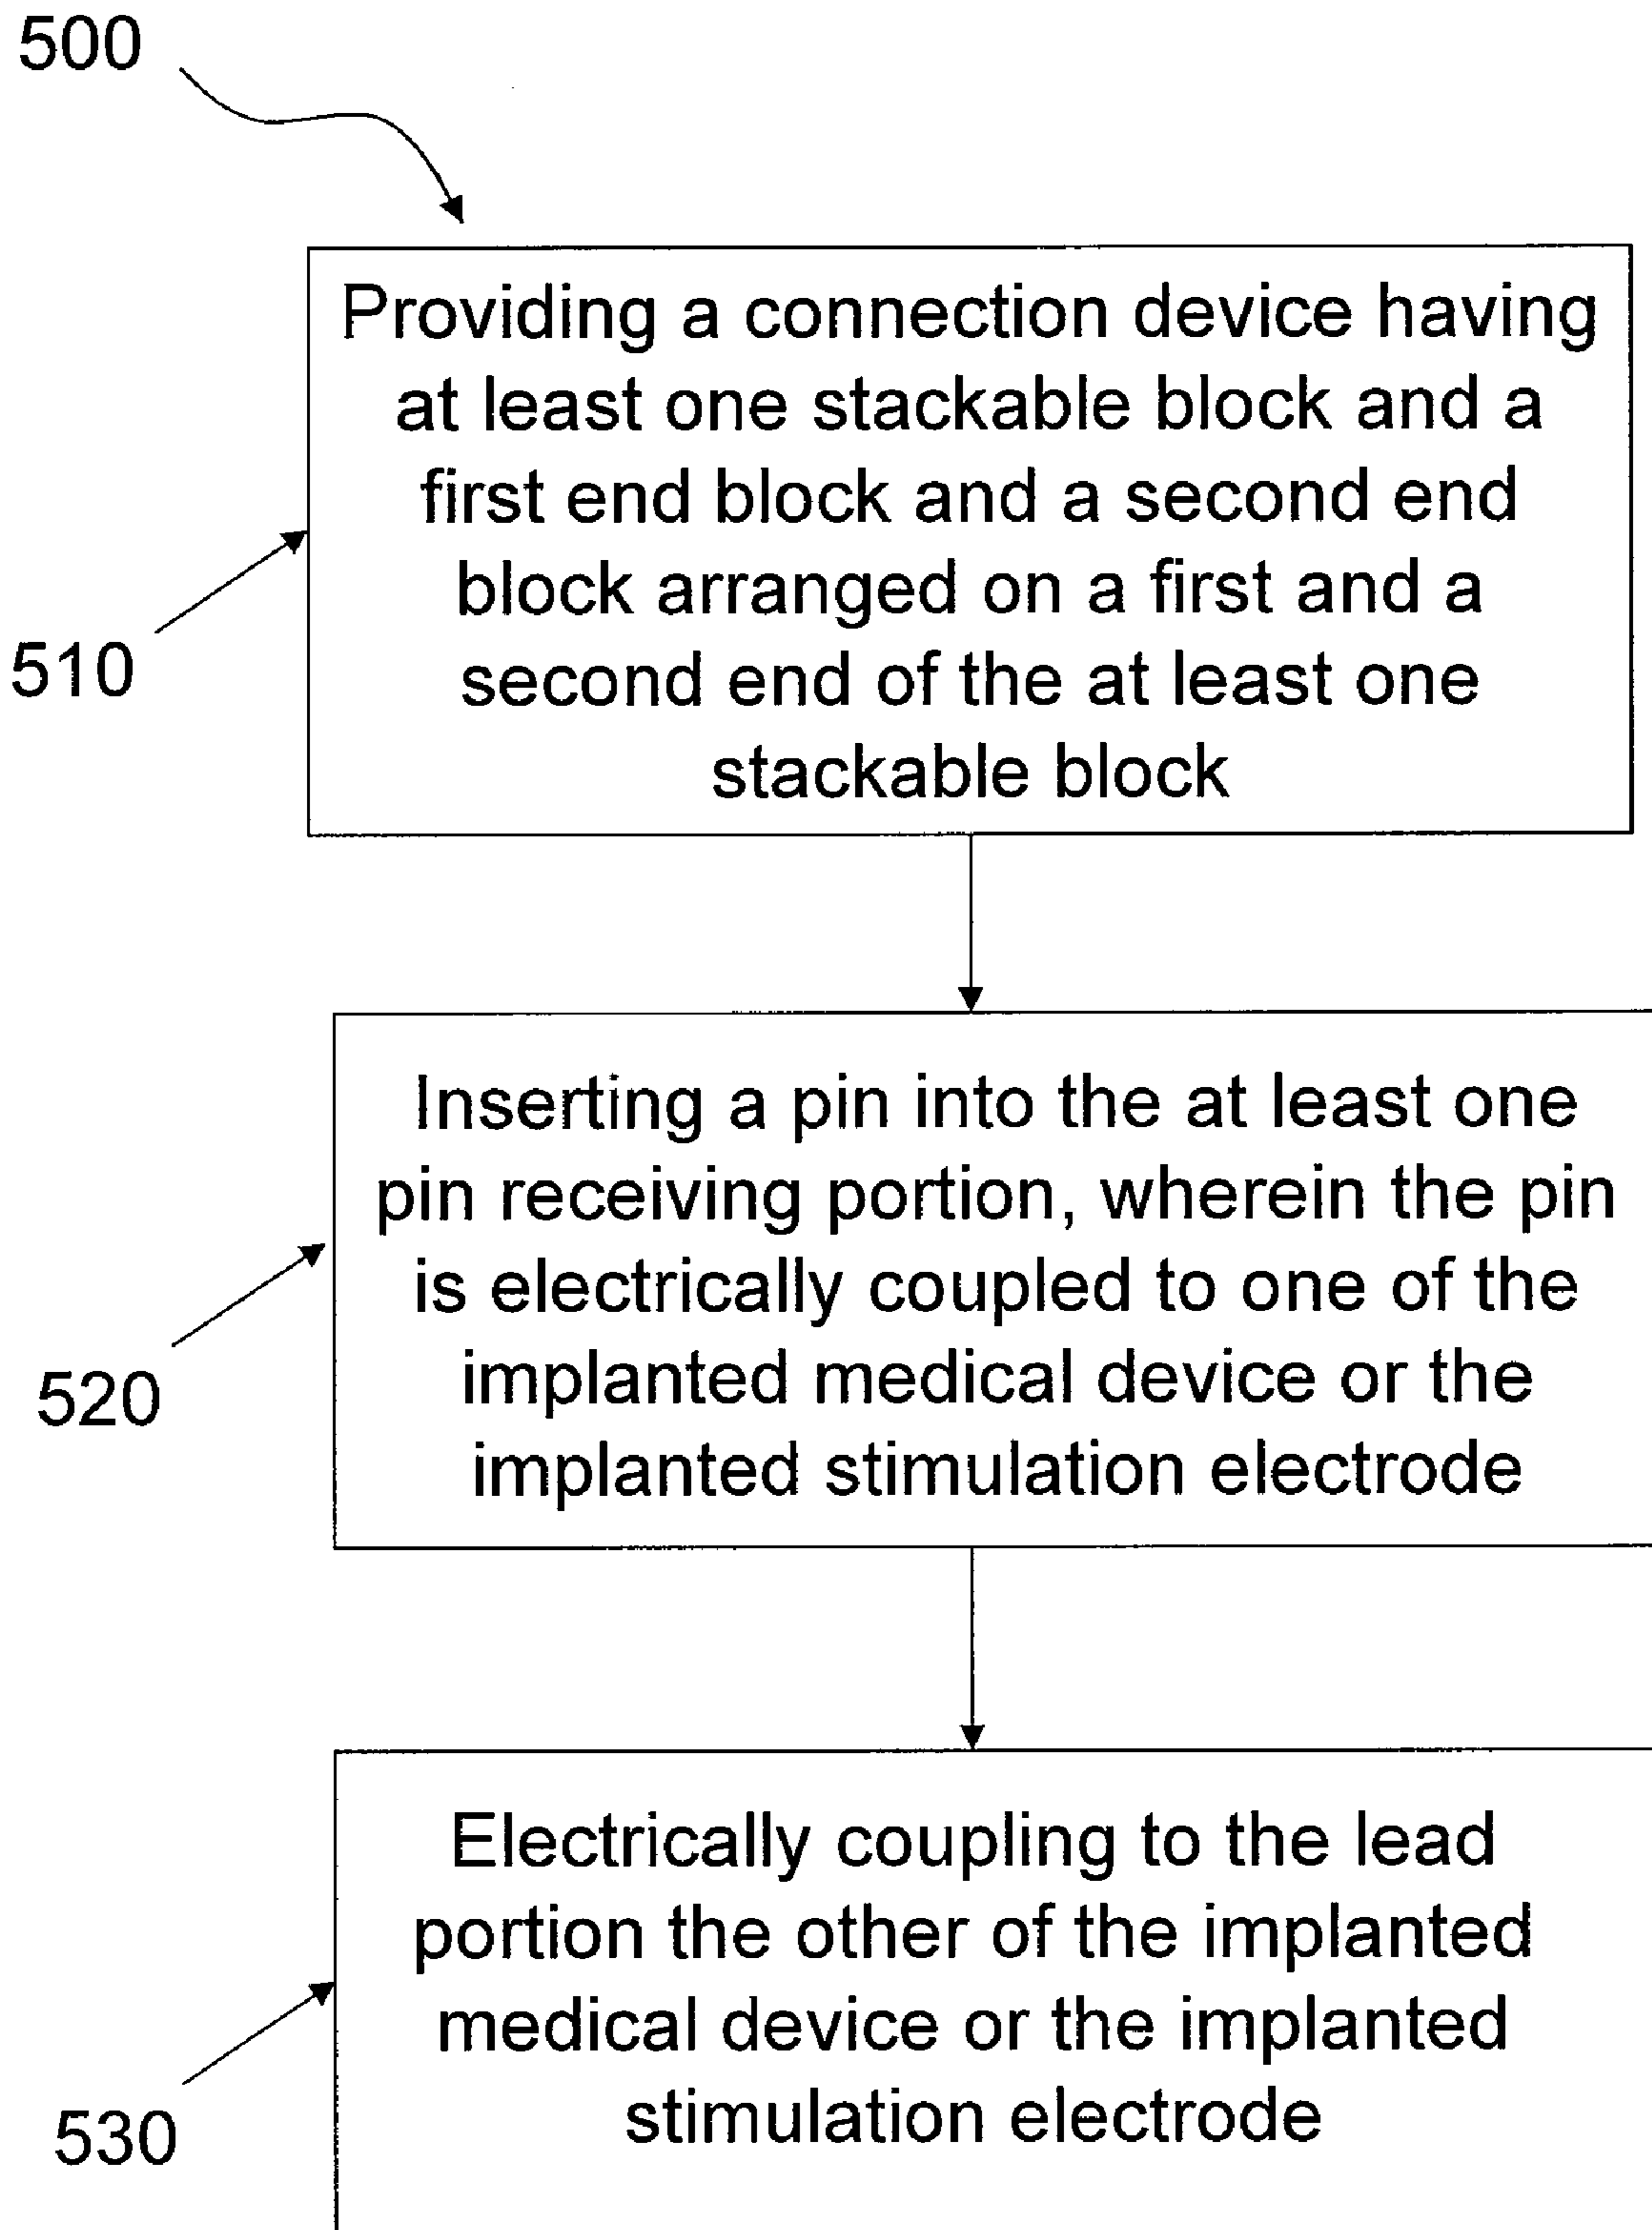 500
Providing a connection device having
at least one stackable block and a
first end block and a second end
block arranged on a first and a
second end of the at least one
stackable block
510
Inserting a pin into the at least one
pin receiving portion, wherein the pin
is electrically coupled to one of the
implanted medical device or the
implanted stimulation electrode
520
Electrically coupling to the lead
portion the other of the implanted
medical device or the implanted
stimulation electrode
530